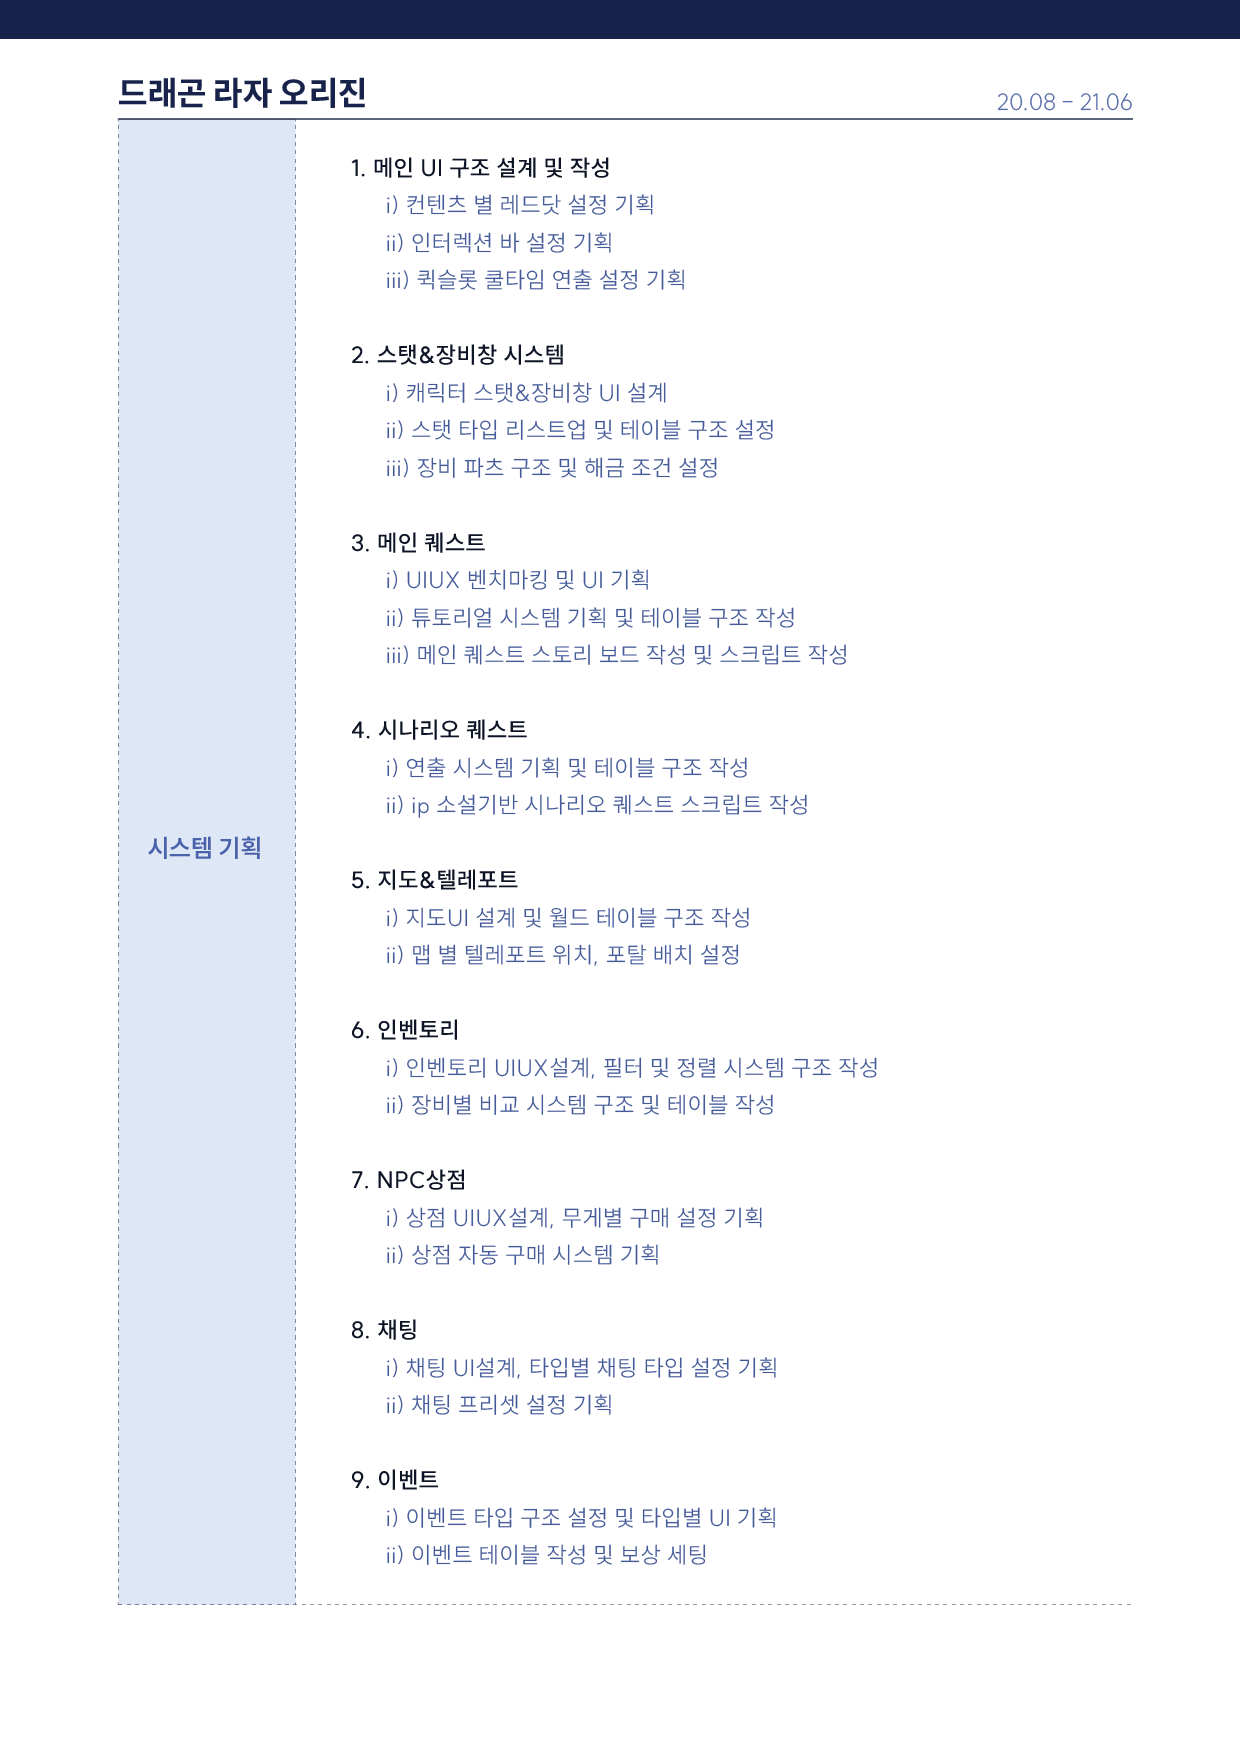 드래곤 라자 오리진
20.08 – 21.06
1. 메인 UI 구조 설계 및 작성
i) 컨텐츠 별 레드닷 설정 기획
ii) 인터렉션 바 설정 기획
iii) 퀵슬롯 쿨타임 연출 설정 기획
2. 스탯&장비창 시스템
i) 캐릭터 스탯&장비창 UI 설계
ii) 스탯 타입 리스트업 및 테이블 구조 설정
iii) 장비 파츠 구조 및 해금 조건 설정
3. 메인 퀘스트
i) UIUX 벤치마킹 및 UI 기획
ii) 튜토리얼 시스템 기획 및 테이블 구조 작성
iii) 메인 퀘스트 스토리 보드 작성 및 스크립트 작성
4. 시나리오 퀘스트
i) 연출 시스템 기획 및 테이블 구조 작성
ii) ip 소설기반 시나리오 퀘스트 스크립트 작성
시스템 기획
5. 지도&텔레포트
i) 지도UI 설계 및 월드 테이블 구조 작성
ii) 맵 별 텔레포트 위치, 포탈 배치 설정
6. 인벤토리
i) 인벤토리 UIUX설계, 필터 및 정렬 시스템 구조 작성
ii) 장비별 비교 시스템 구조 및 테이블 작성
7. NPC상점
i) 상점 UIUX설계, 무게별 구매 설정 기획
ii) 상점 자동 구매 시스템 기획
8. 채팅
i) 채팅 UI설계, 타입별 채팅 타입 설정 기획
ii) 채팅 프리셋 설정 기획
9. 이벤트
i) 이벤트 타입 구조 설정 및 타입별 UI 기획
ii) 이벤트 테이블 작성 및 보상 세팅